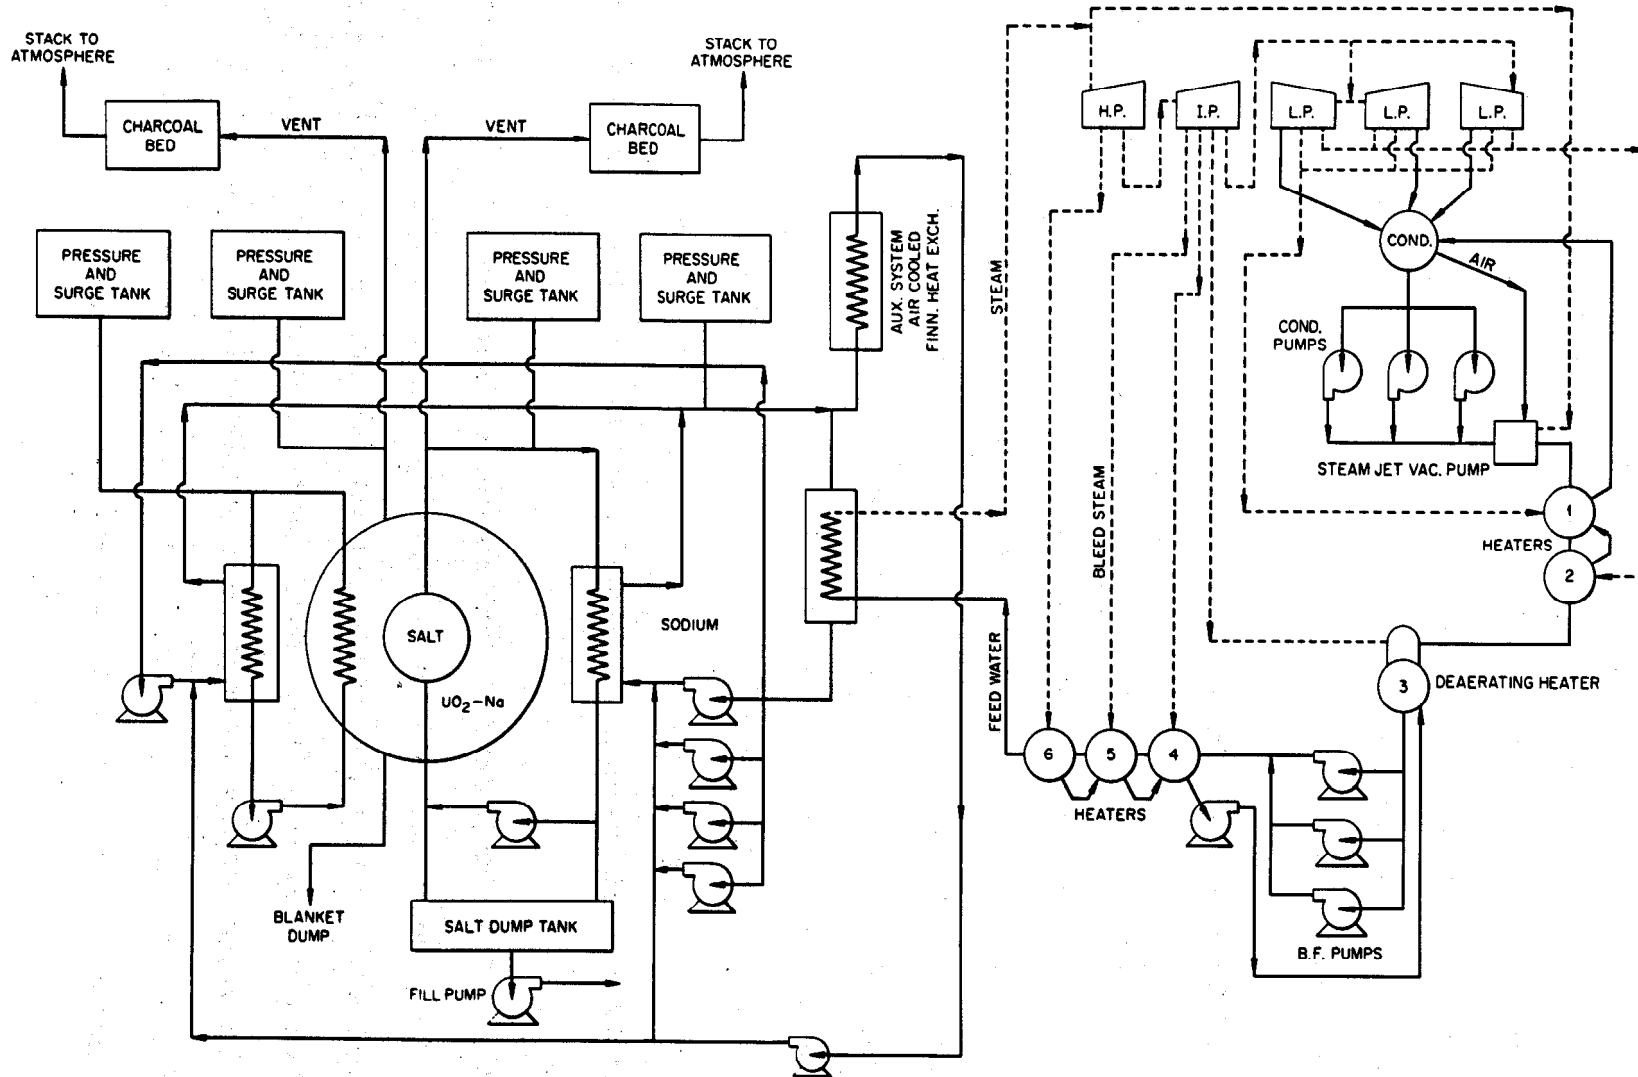 STACK TO
ATMOSPHERE
STACK TO
ATMOSPHERE
CHARCOAL
BED
VENT
VENT
CHARCOAL
BED
H.P.
I.P.
L.P.
L.P.
L.P.
PRESSURE
AND
SURGE TANK
PRESSURE
AND
SURGE TANK
PRESSURE
AND
SURGE TANK
PRESSURE
AND
SURGE TANK
AUX. SYSTEM
AIR COOLED
FINN. HEAT EXCH.
STEAM
COND.
AIR
COND.
PUMPS
STEAM JET VAC. PUMP
BLEED STEAM
1
HEATERS
2
SALT
UO2-Na
SODIUM
FEED WATER
3
DEAERATING HEATER
6
5
4
HEATERS
BLANKET
DUMP
SALT DUMP TANK
B.F. PUMPS
FILL PUMP